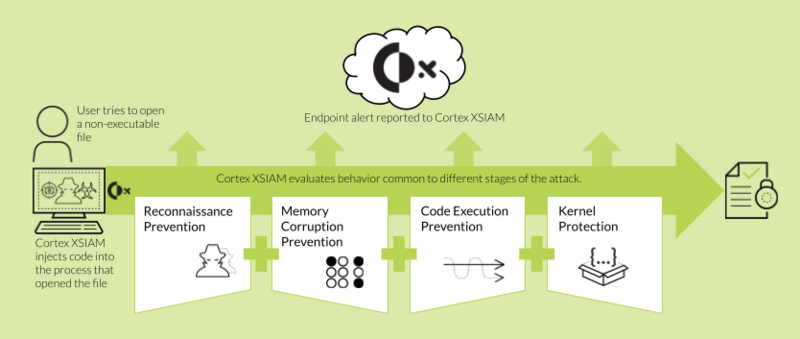 Endpoint alert reported to Cortex XSIAM
User tries to open
a non-executable
file
Cortex XSIAM evaluates behavior common to different stages of the attack.
Cortex XSIAM
injects code into
the process that
opened the file
Reconnaissance
Prevention
Memory
Corruption
Prevention
Code Execution
Prevention
Kernel
Protection
{...}